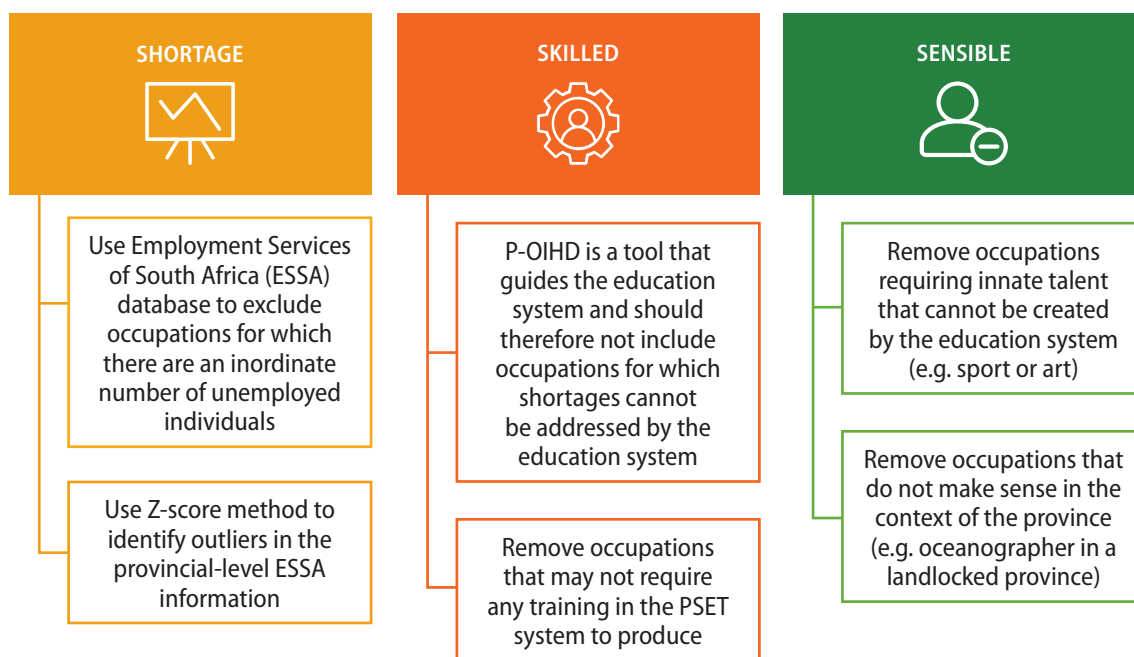 SHORTAGE
Use Employment Services
of South Africa (ESSA)
database to exclude
occupations for which
there are an inordinate
number of unemployed
individuals
Use Z-score method to
identify outliers in the
provincial-level ESSA
information
SKILLED
P-OIHD is a tool that
guides the education
system and should
therefore not include
occupations for which
shortages cannot
be addressed by the
education system
Remove occupations
that may not require
any training in the PSET
system to produce
SENSIBLE
Remove occupations
requiring innate talent
that cannot be created
by the education system
(e.g. sport or art)
Remove occupations that
do not make sense in the
context of the province
(e.g. oceanographer in a
landlocked province)